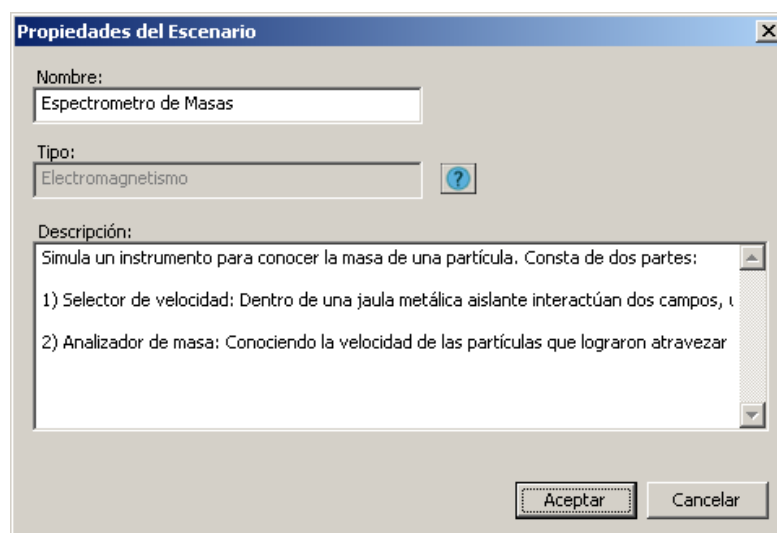 Propiedades del Escenario
Nombre:
Espectrometro de Masas
Tipo:
Electromagnetismo
?
Descripción:
Simula un instrumento para conocer la masa de una partícula. Consta de dos partes:
1) Selector de velocidad: Dentro de una jaula metálica aislante interactúan dos campos,
2) Analizador de masa: Conociendo la velocidad de las partículas que lograron atravezar
Aceptar
Cancelar